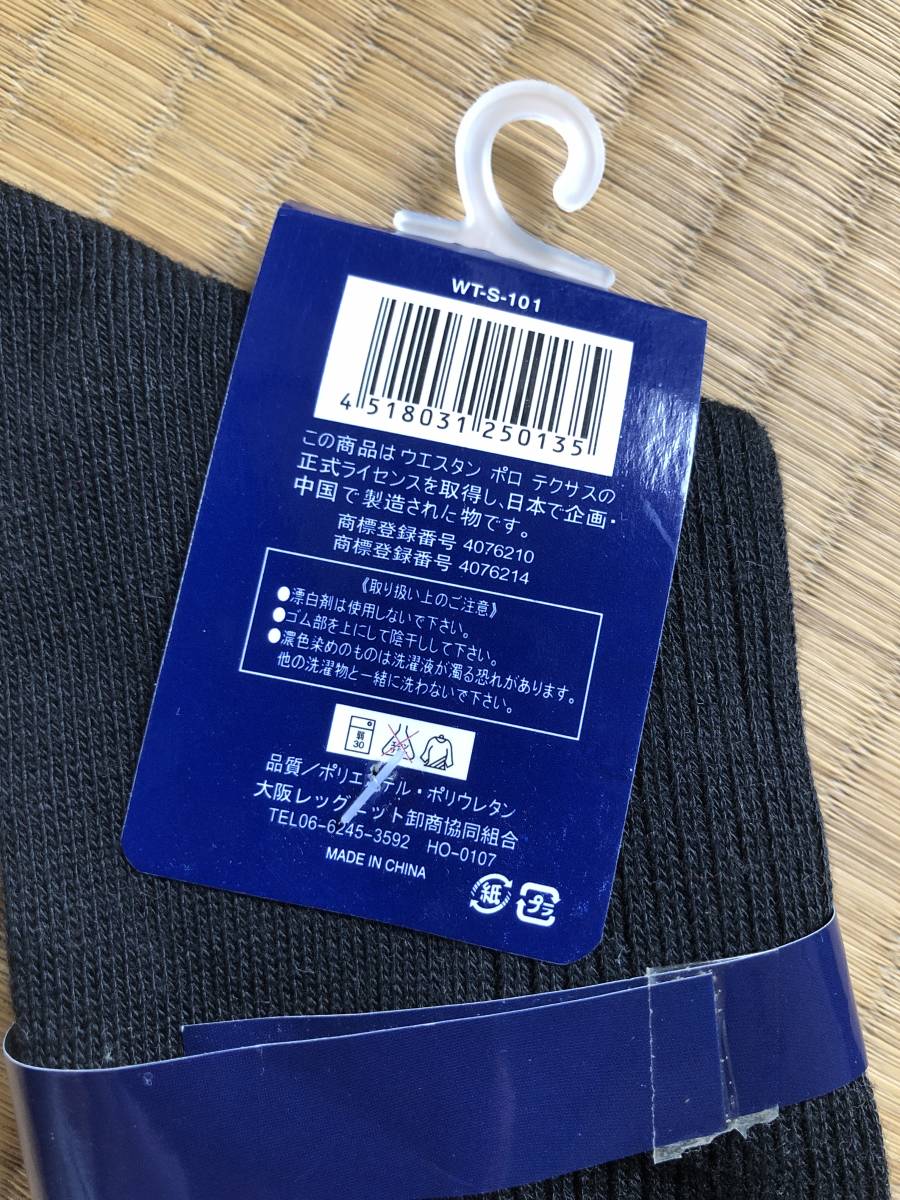 WT-S-101
4 518031 250135
この商品はウエスタン ポロ テクサスの
正式ライセンスを取得し、日本で企画・
中国で製造された物です。
商標登録番号 4076210
商標登録番号 4076214
《取り扱い上のご注意》
●漂白剤は使用しないで下さい。
●ゴム部を上にして陰干しして下さい。
●濃色染めのものは洗濯液が濁る恐れがあります。
他の洗濯物と一緒に洗わないで下さい。
弱
30
品質/ポリエステル・ポリウレタン
大阪レッグニット卸商協同組合
TEL06-6245-3592 HO-0107
MADE IN CHINA
紙 プラ